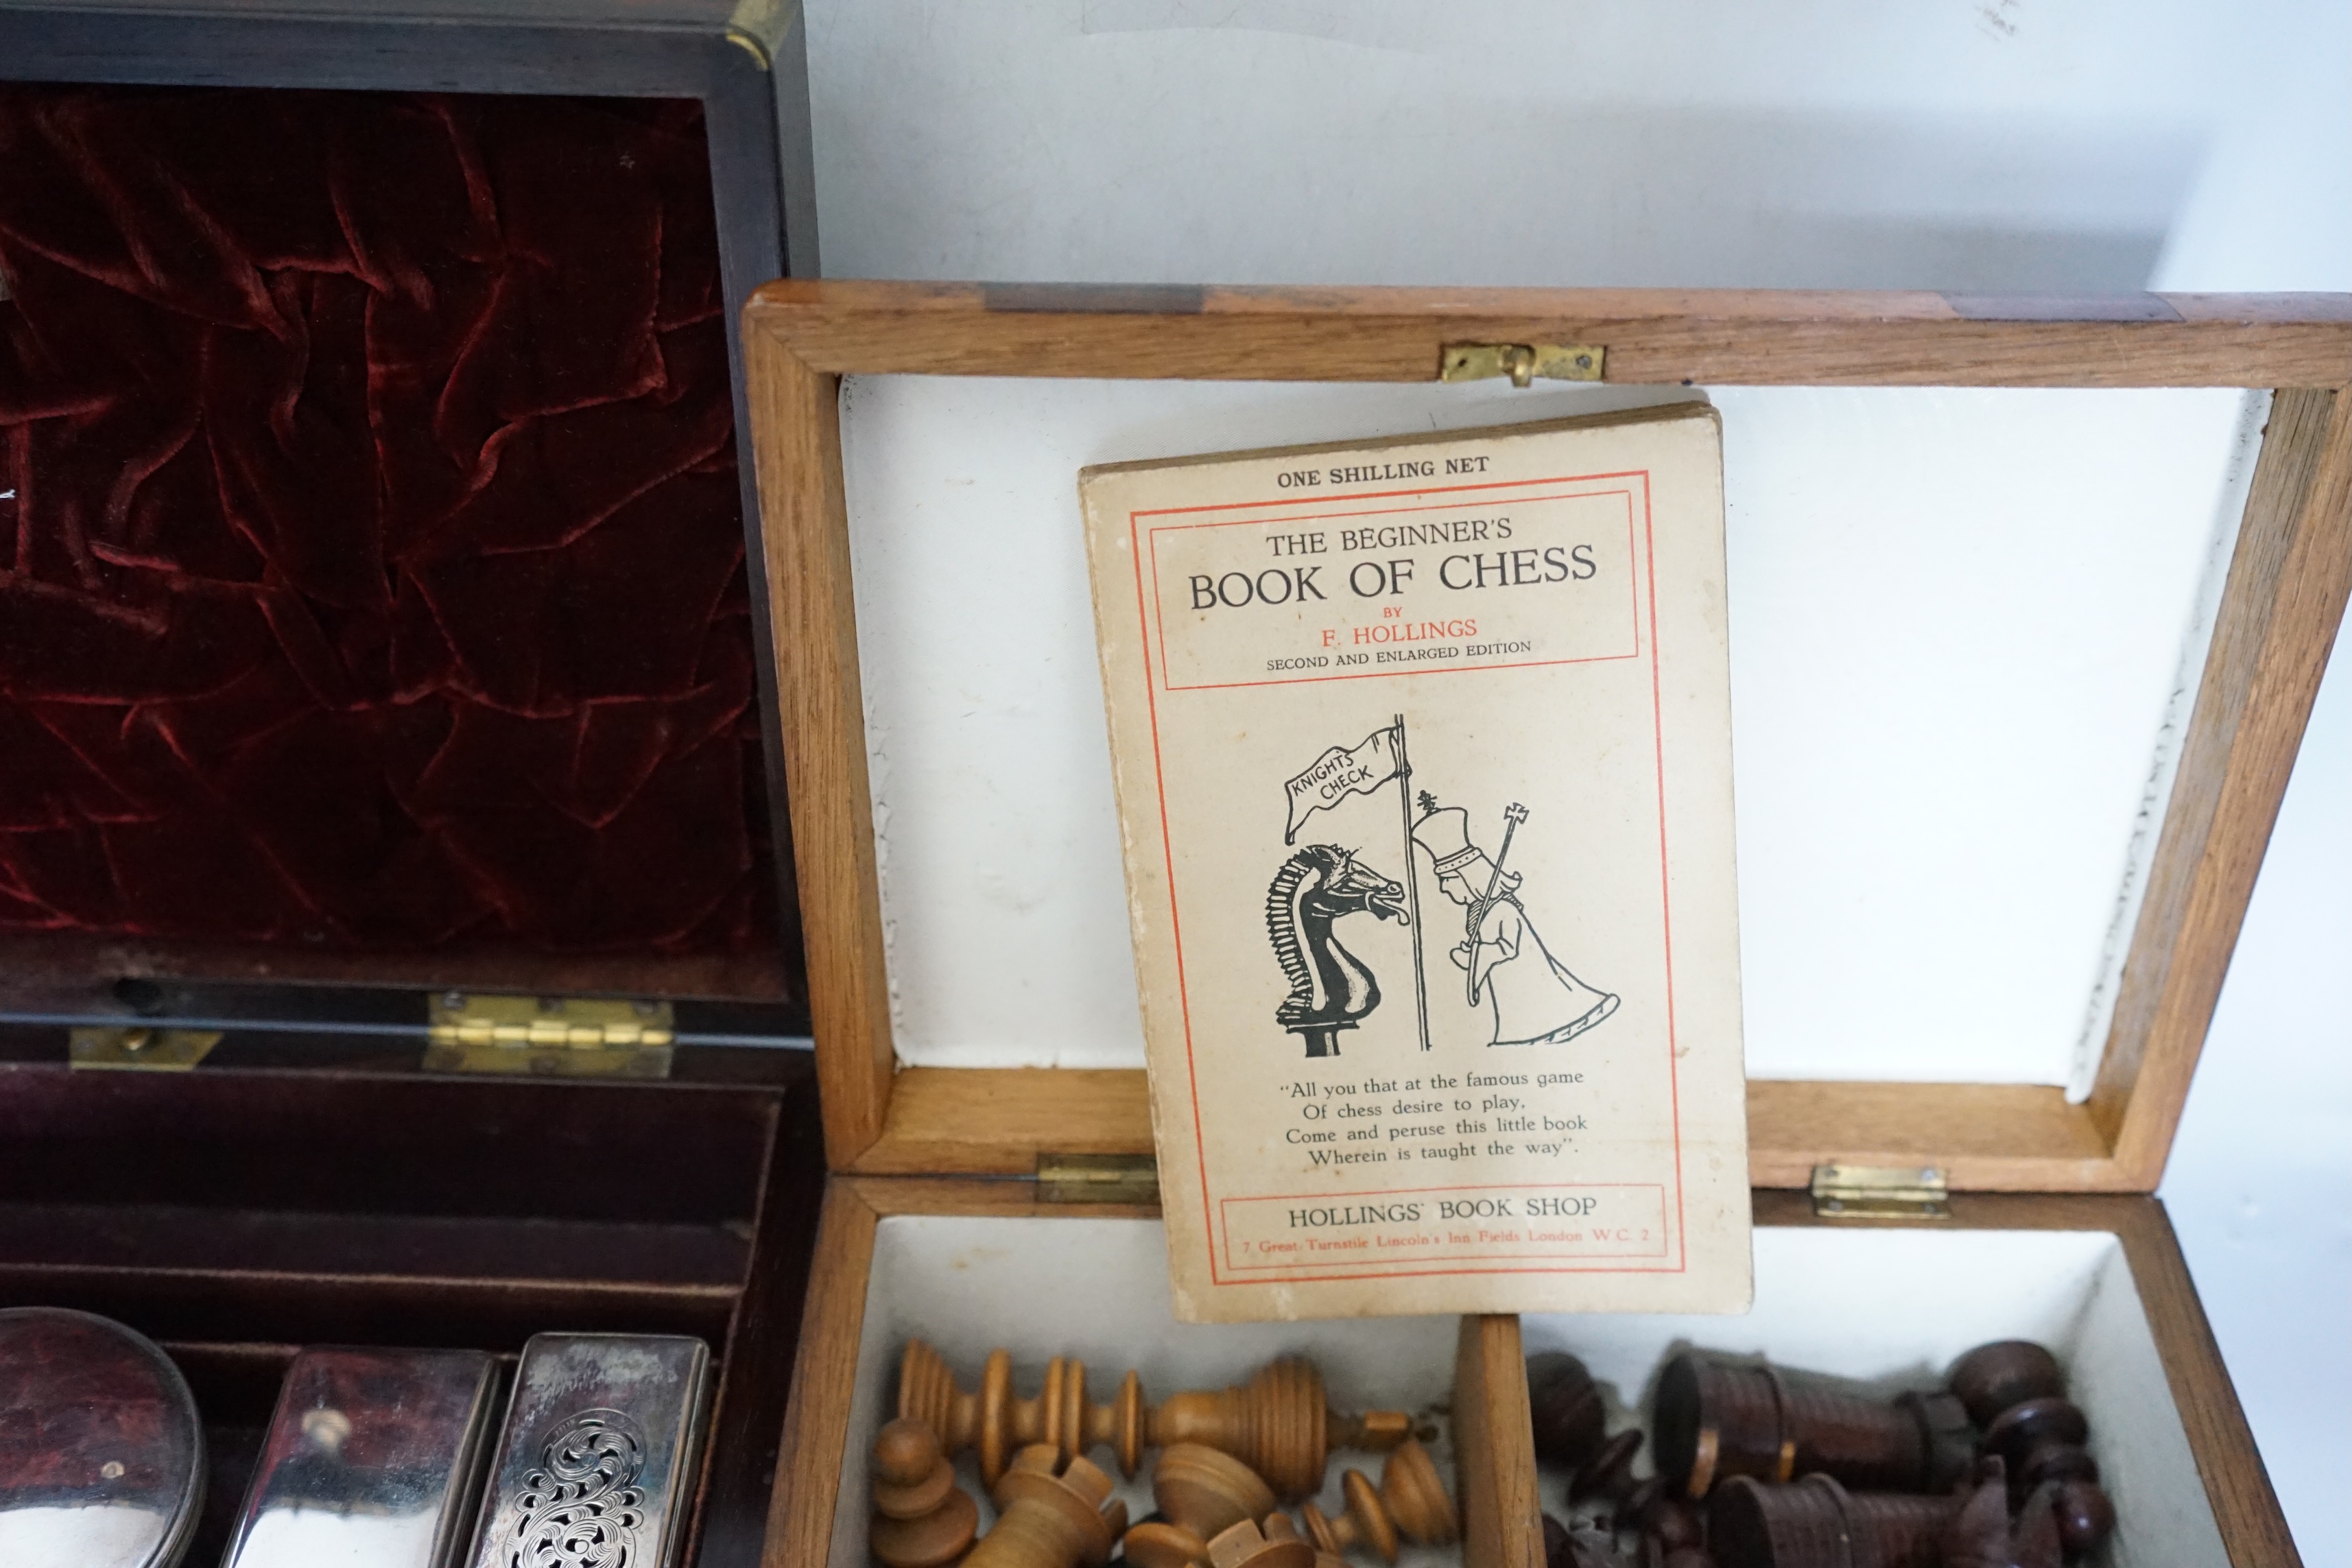 ONE SHILLING NET
THE BEGINNER'S
BOOK OF CHESS
BY
F. HOLLINGS
SECOND AND ENLARGED EDITION
KNIGHTS
CHECK
"All you that at the famous game
Of chess desire to play,
Come and peruse this little book
Wherein is taught the way".
HOLLINGS' BOOK SHOP
7 Great Turnstile Lincoln's Inn Fields London W.C. 2